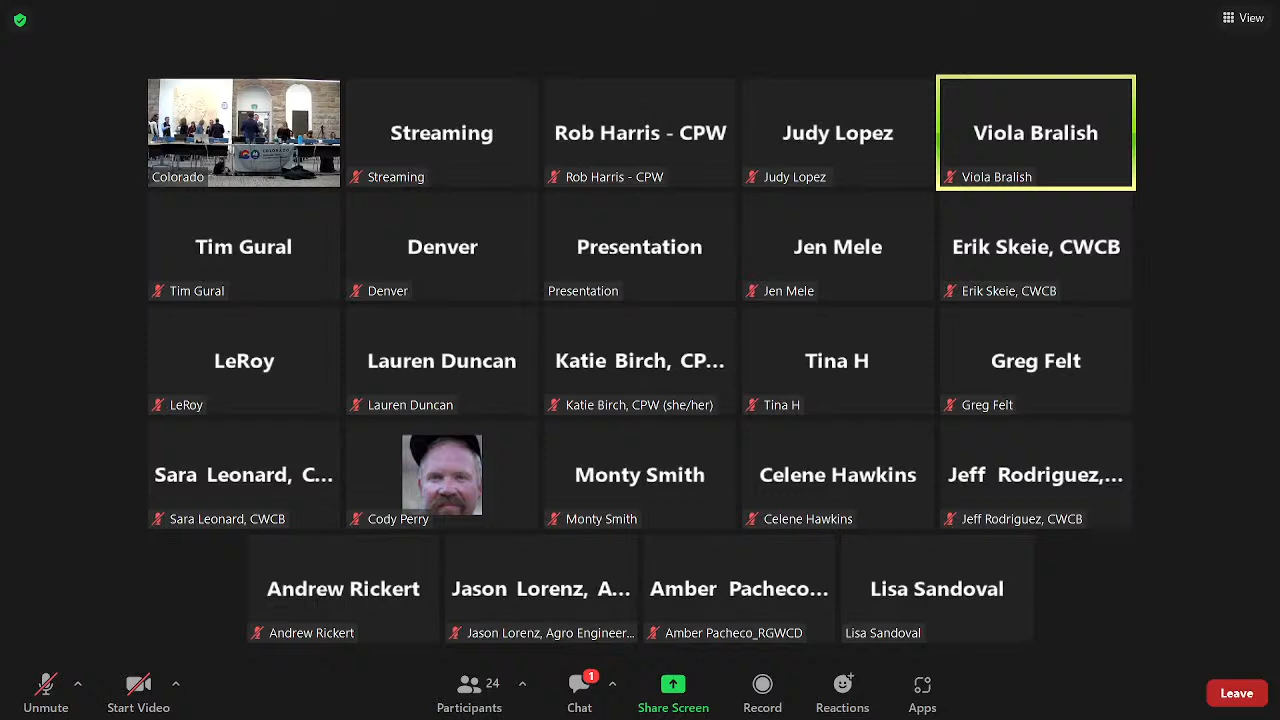 View
COLORADO
Colorado
Streaming
Streaming
Rob Harris - CPW
Rob Harris - CPW
Judy Lopez
Judy Lopez
Viola Bralish
Viola Bralish
Tim Gural
Tim Gural
Denver
Denver
Presentation
Presentation
Jen Mele
Jen Mele
Erik Skeie, CWCB
Erik Skeie, CWCB
LeRoy
LeRoy
Lauren Duncan
Lauren Duncan
Katie Birch, CP...
Katie Birch, CPW (she/her)
Tina H
Tina H
Greg Felt
Greg Felt
Sara Leonard, C...
Sara Leonard, CWCB
Cody Perry
Monty Smith
Monty Smith
Celene Hawkins
Celene Hawkins
Jeff Rodriguez,...
Jeff Rodriguez, CWCB
Andrew Rickert
Andrew Rickert
Jason Lorenz, A...
Jason Lorenz, Agro Engineer...
Amber Pacheco...
Amber Pacheco_RGWCD
Lisa Sandoval
Lisa Sandoval
Unmute
Start Video
24
Participants
1
Chat
Share Screen
Record
Reactions
Apps
Leave